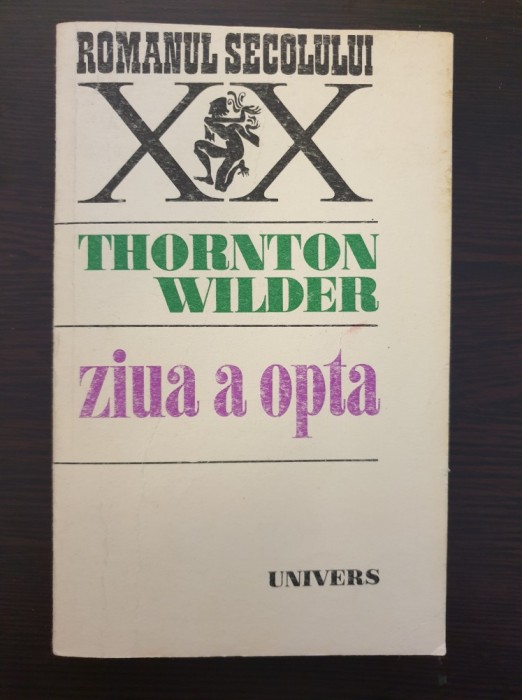 ROMANUL SECOLULUI
XX
THORNTON
WILDER
ziua a opta
UNIVERS